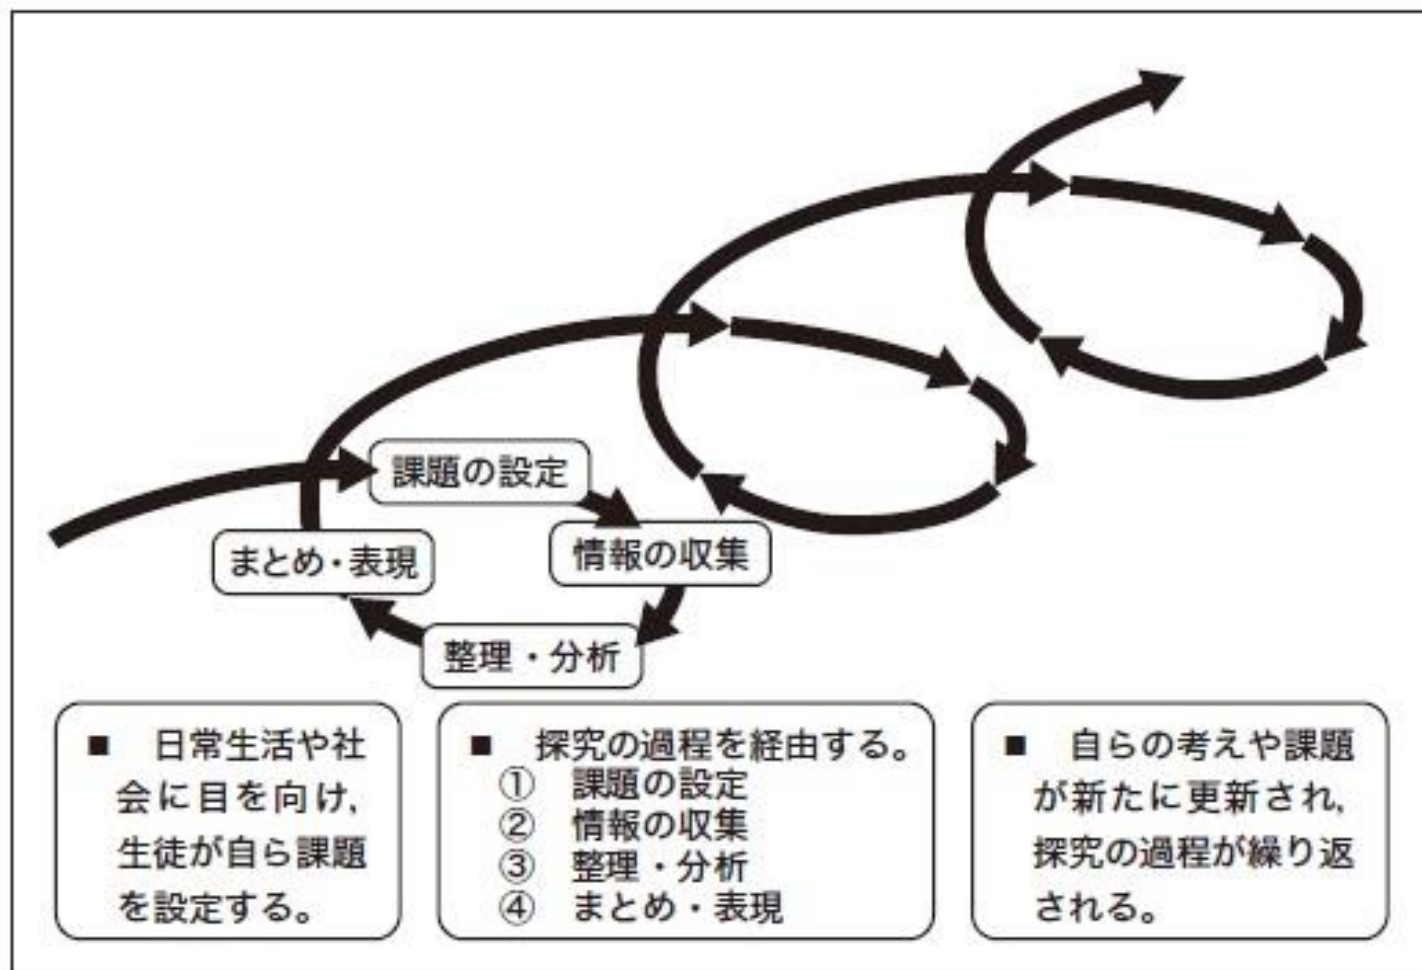 課題の設定
まとめ・表現
情報の収集
整理・分析
■ 日常生活や社
会に目を向け,
生徒が自ら課題
を設定する。
■ 探究の過程を経由する。
① 課題の設定
② 情報の収集
③ 整理・分析
④ まとめ・表現
■ 自らの考えや課題
が新たに更新され,
探究の過程が繰り返
される。